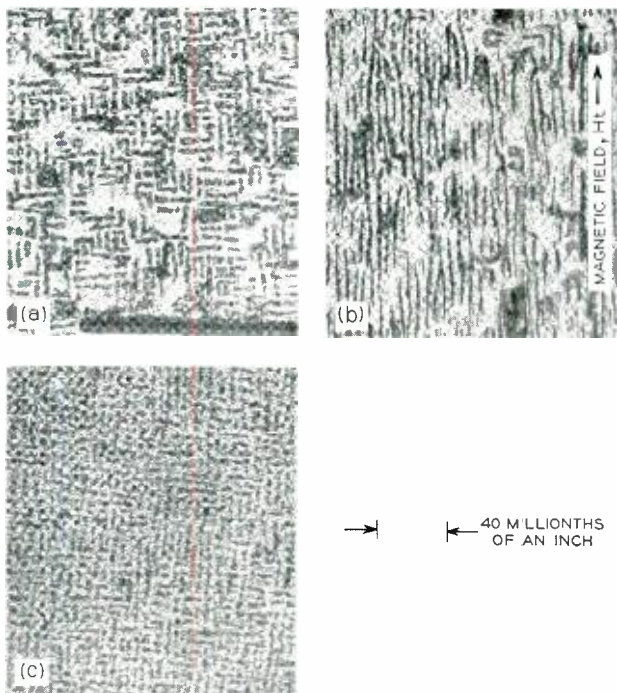 (a)
(b)
MAGNETIC FIELD, Ht
(c)
40 MILLIONTHS
OF AN INCH